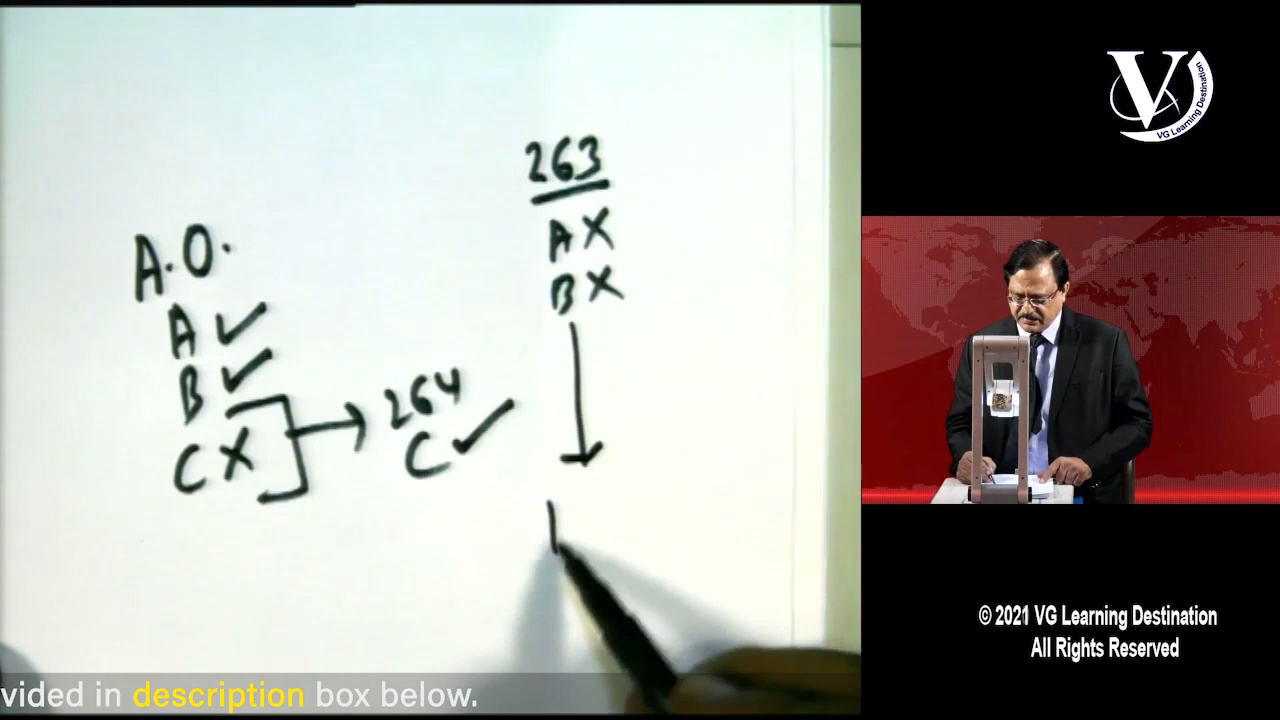 A.O.
A ✓
B ✓
C X
264
C ✓
263
A X
B X
V
VG Learning Destination
© 2021 VG Learning Destination
All Rights Reserved
vided in description box below.